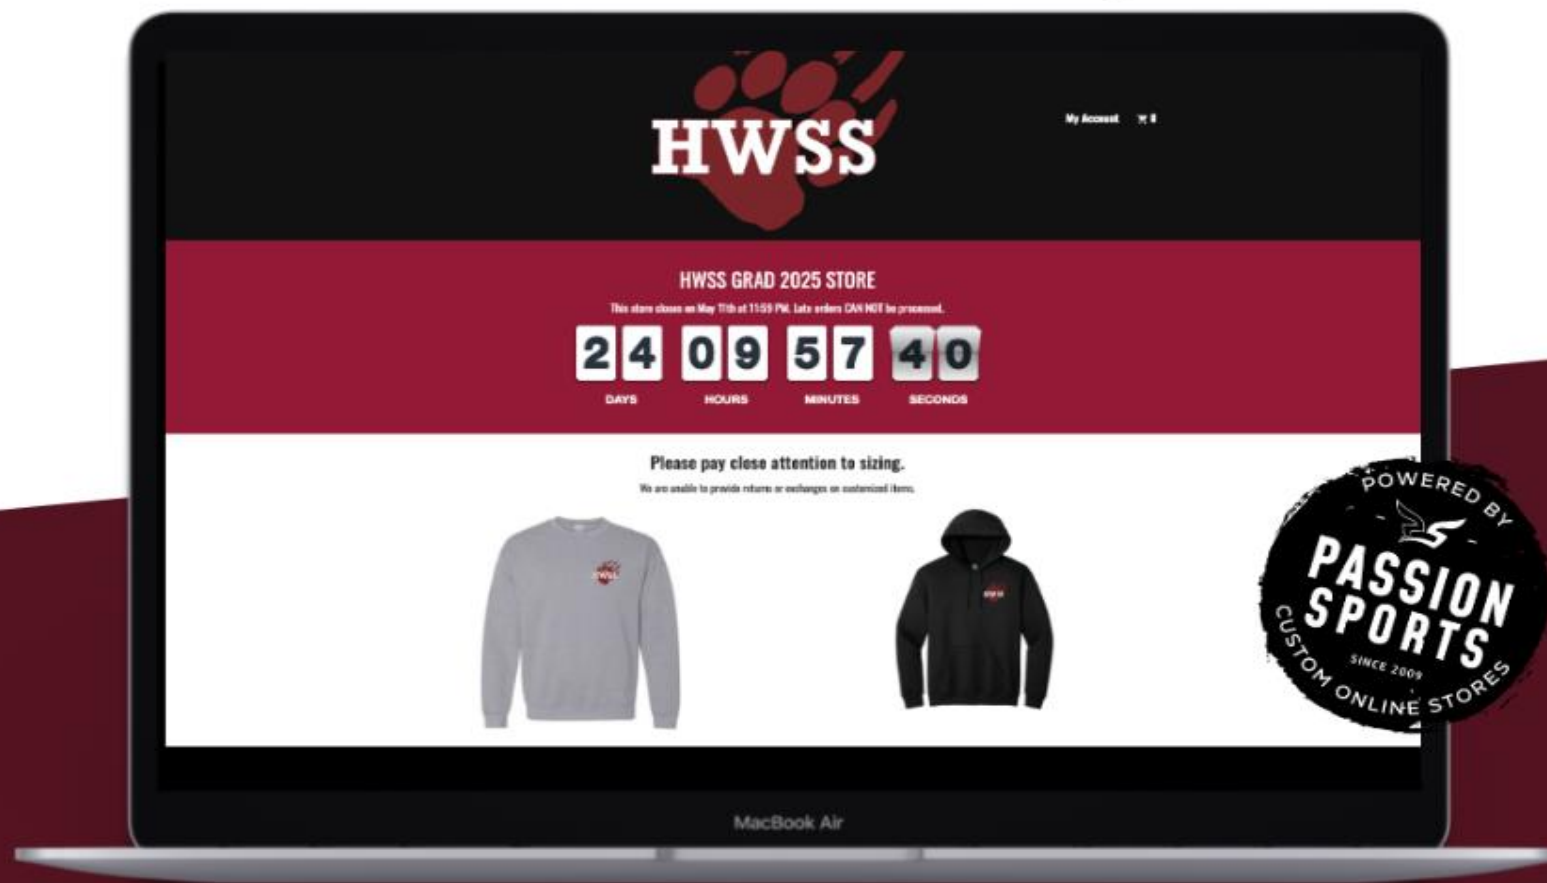 HWSS
My Account 0
HWSS GRAD 2025 STORE
This store closes on May 11th at 11:59 PM. Late orders CAN NOT be processed.
24 09 57 40
DAYS HOURS MINUTES SECONDS
Please pay close attention to sizing.
We are unable to provide returns or exchanges on customized items.
HWSS
HWSS
POWERED BY
PASSION
SPORTS
SINCE 2009
CUSTOM ONLINE STORES
MacBook Air